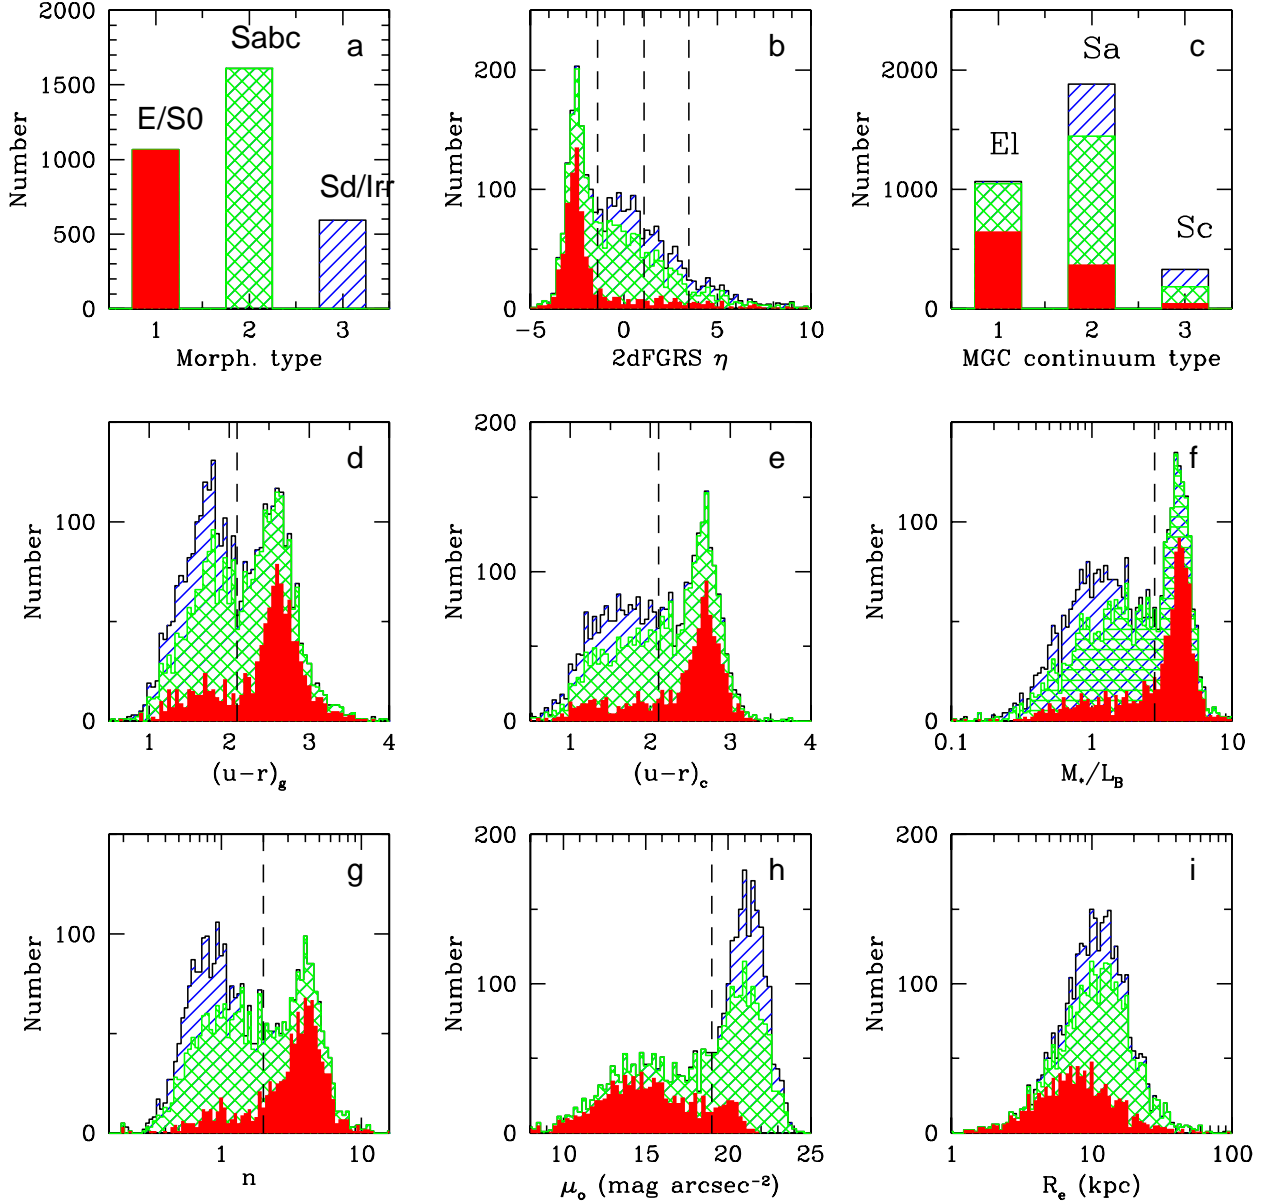 2000
1500
1000
500
0
Number
a
E/S0
Sabc
Sd/Irr
1 2 3
Morph. type
200
100
0
Number
b
−5 0 5 10
2dFGRS η
2000
1000
0
Number
c
El
Sa
Sc
1 2 3
MGC continuum type
100
0
Number
d
1 2 3 4
(u−r)g
200
100
0
Number
e
1 2 3 4
(u−r)c
100
0
Number
f
0.1 1 10
M*/LB
100
0
Number
g
1 10
n
200
100
0
Number
h
10 15 20 25
μo (mag arcsec−2)
200
100
0
Number
i
1 10 100
Re (kpc)